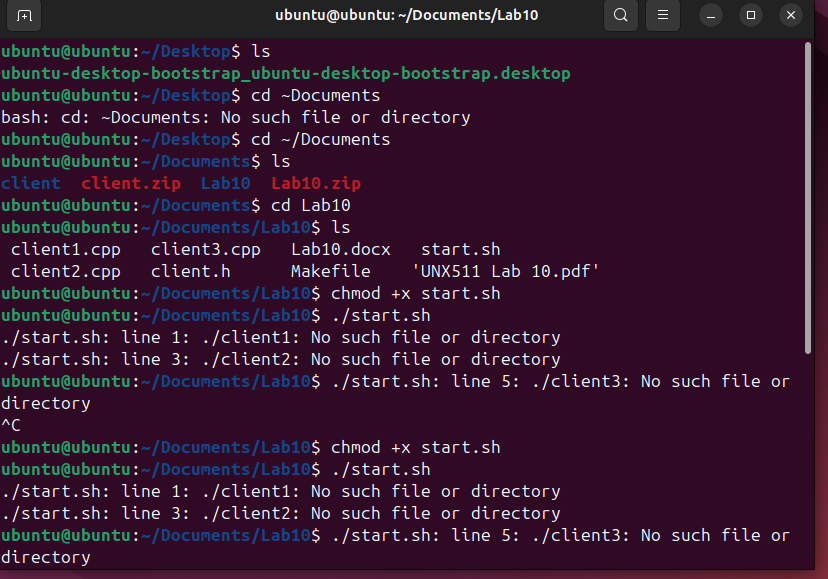 ubuntu@ubuntu: ~/Documents/Lab10
ubuntu@ubuntu:~/Desktop$ ls
ubuntu-desktop-bootstrap_ubuntu-desktop-bootstrap.desktop
ubuntu@ubuntu:~/Desktop$ cd ~Documents
bash: cd: ~Documents: No such file or directory
ubuntu@ubuntu:~/Desktop$ cd ~/Documents
ubuntu@ubuntu:~/Documents$ ls
client  client.zip  Lab10  Lab10.zip
ubuntu@ubuntu:~/Documents$ cd Lab10
ubuntu@ubuntu:~/Documents/Lab10$ ls
 client1.cpp   client3.cpp   Lab10.docx   start.sh
 client2.cpp   client.h      Makefile    'UNX511 Lab 10.pdf'
ubuntu@ubuntu:~/Documents/Lab10$ chmod +x start.sh
ubuntu@ubuntu:~/Documents/Lab10$ ./start.sh
./start.sh: line 1: ./client1: No such file or directory
./start.sh: line 3: ./client2: No such file or directory
ubuntu@ubuntu:~/Documents/Lab10$ ./start.sh: line 5: ./client3: No such file or
directory
^C
ubuntu@ubuntu:~/Documents/Lab10$ chmod +x start.sh
ubuntu@ubuntu:~/Documents/Lab10$ ./start.sh
./start.sh: line 1: ./client1: No such file or directory
./start.sh: line 3: ./client2: No such file or directory
ubuntu@ubuntu:~/Documents/Lab10$ ./start.sh: line 5: ./client3: No such file or
directory